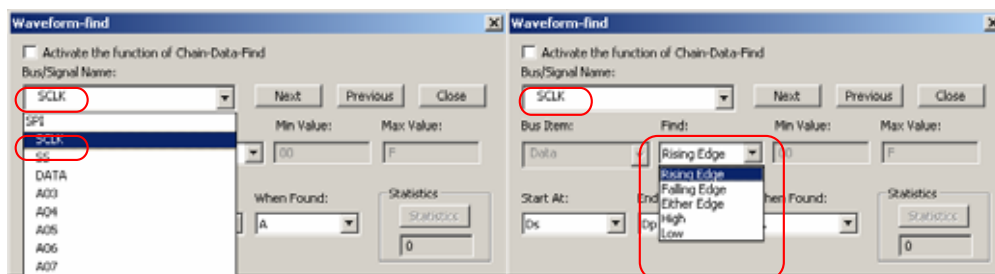 Waveform-find
Activate the function of Chain-Data-Find
Bus/Signal Name:
SCLK
Next Previous Close
SPI
SCLK
SS
DATA
A03
A04
A05
A06
A07
Min Value: Max Value:
00 F
When Found:
A
Statistics
Statistics
0
Waveform-find
Activate the function of Chain-Data-Find
Bus/Signal Name:
SCLK
Next Previous Close
Bus Item: Find: Min Value: Max Value:
Data Rising Edge 00 F
Rising Edge
Falling Edge
Either Edge
High
Low
Start At: End hen Found:
Ds Dp
Statistics
Statistics
0